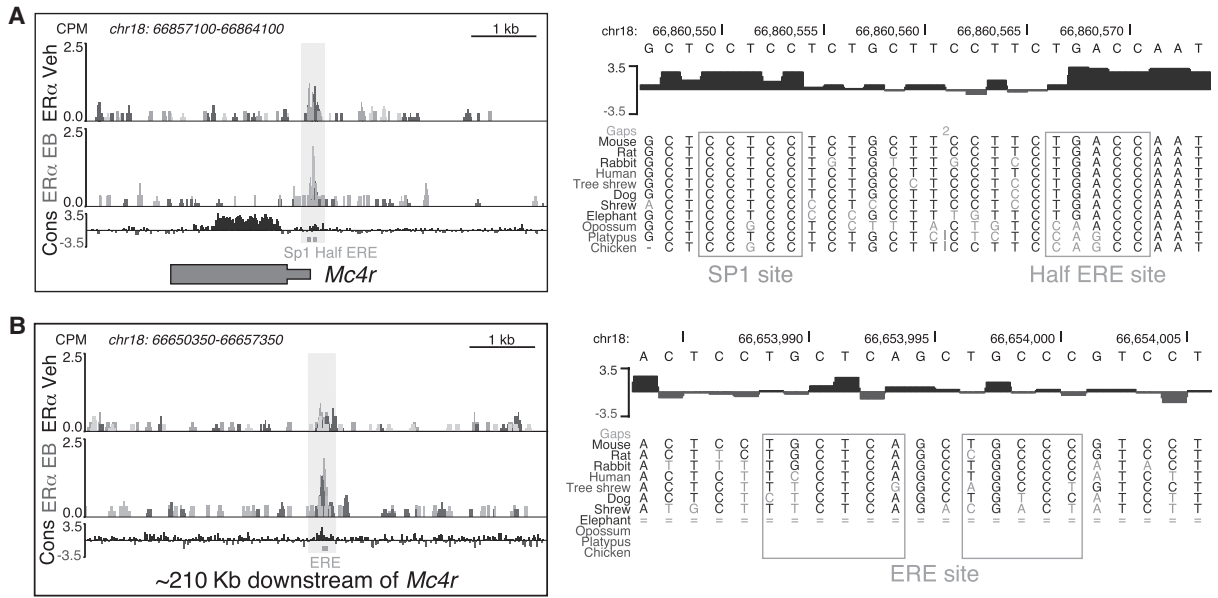 A
CPM chr18: 66857100-66864100 1 kb
2.5
ERα Veh
0.0
2.5
ERα EB
0.0
3.5
Cons
-3.5
Sp1 Half ERE
Mc4r
chr18: 66,860,550 66,860,555 66,860,560 66,860,565 66,860,570
G C T C C T C C T C T G C T T C C T T C T G A C C A A T
3.5
-3.5
Gaps 2
Mouse G C T C C T C C T C T G C T T C C T T C T G A C C A A T
Rat G C T C C T C C T C T G C T T C C T T C T G A C C A A T
Rabbit
Human G C T C C T C C T C T G C T T C C T T C T G A C C A A T
Tree shrew G C T C C T C C T C T G C C T C C T C C T G A C C A A T
Dog G C T C C T C C T C T G C T T C C T T C T G A C C A A T
Shrew
Elephant
Opossum
Platypus
Chicken - C T C C G C C T C T G C T T C C T T C C A G C C A A T
SP1 site Half ERE site
B
CPM chr18: 66650350-66657350 1 kb
2.5
ERα Veh
0.0
2.5
ERα EB
0.0
3.5
Cons
-3.5
ERE
~210 Kb downstream of Mc4r
chr18: 66,653,990 66,653,995 66,654,000 66,654,005
A C T C C T G C T C A G C T G C C C G T C C T
3.5
-3.5
Gaps
Mouse A C T C C T G C T C A G C T G C C C G T C C T
Rat
Rabbit A T T T T T G C T C A G C T G C C C A T A C T
Human A C T C T T C C T C A G C T G C C C A T C T T
Tree shrew A C T C C T T C T C G G C A G C C T G T C C T
Dog
Shrew
Elephant = = = = = = = = = = = = = = = = = = = = = = =
Opossum
Platypus
Chicken
ERE site